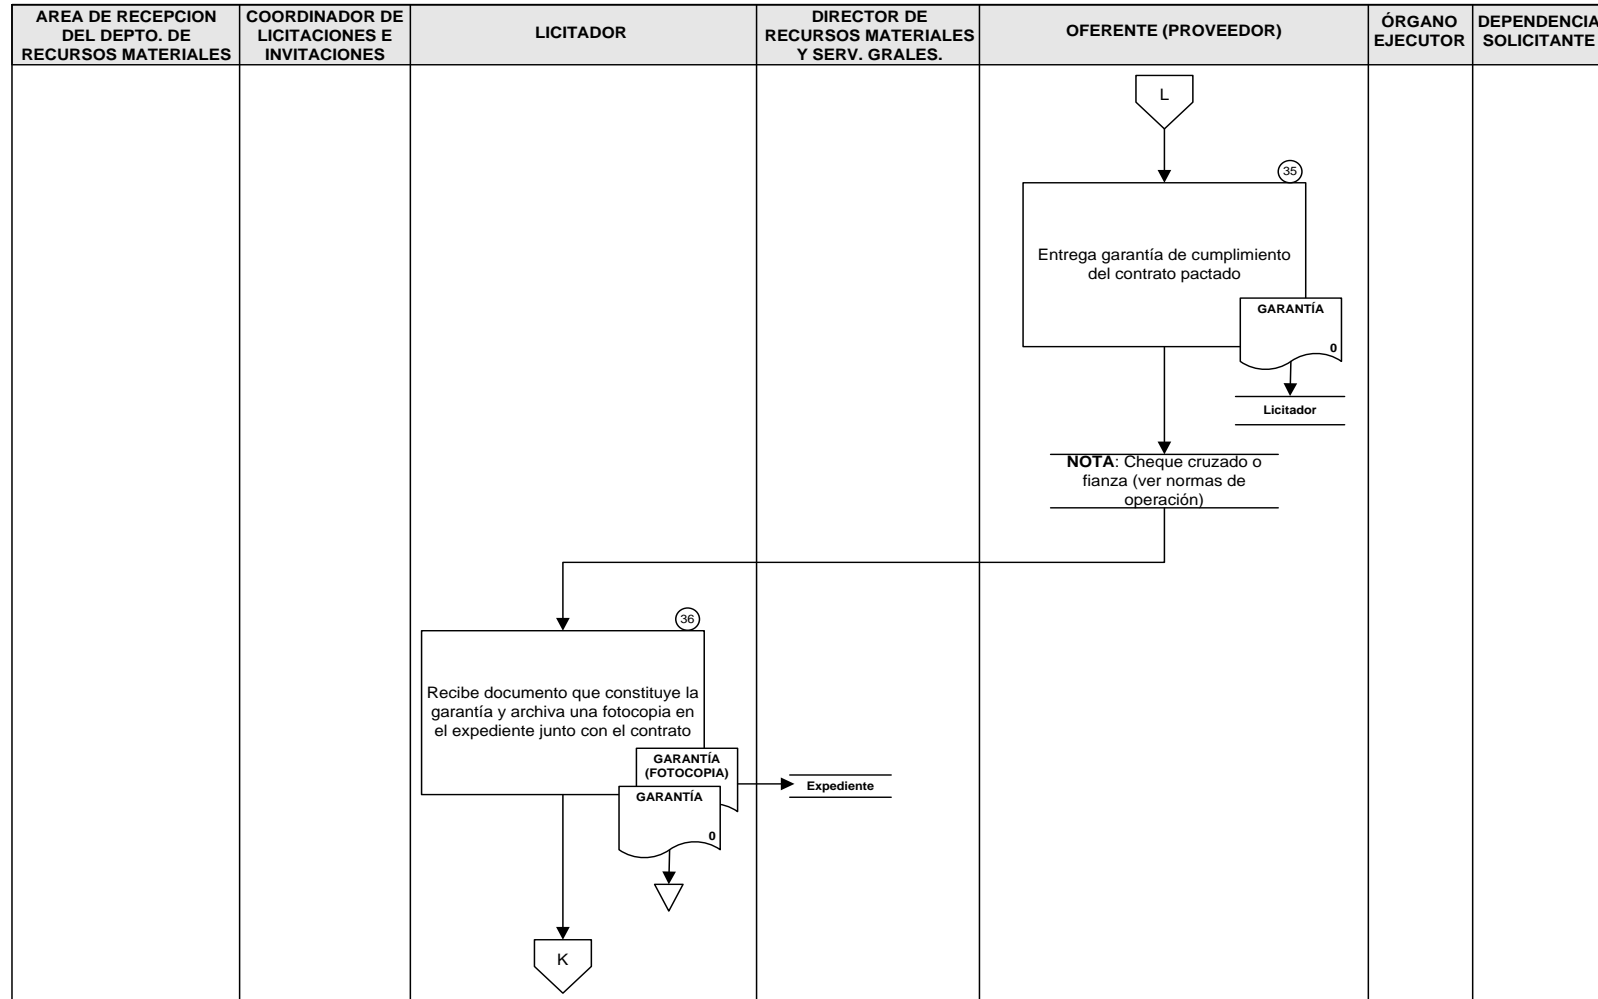 AREA DE RECEPCION
DEL DEPTO. DE
RECURSOS MATERIALES
COORDINADOR DE
LICITACIONES E
INVITACIONES
LICITADOR
DIRECTOR DE
RECURSOS MATERIALES
Y SERV. GRALES.
OFERENTE (PROVEEDOR)
ÓRGANO
EJECUTOR
DEPENDENCIA
SOLICITANTE
L
35
Entrega garantía de cumplimiento
del contrato pactado
GARANTÍA
0
Licitador
NOTA: Cheque cruzado o
fianza (ver normas de
operación)
36
Recibe documento que constituye la
garantía y archiva una fotocopia en
el expediente junto con el contrato
GARANTÍA
(FOTOCOPIA)
Expediente
GARANTÍA
0
K